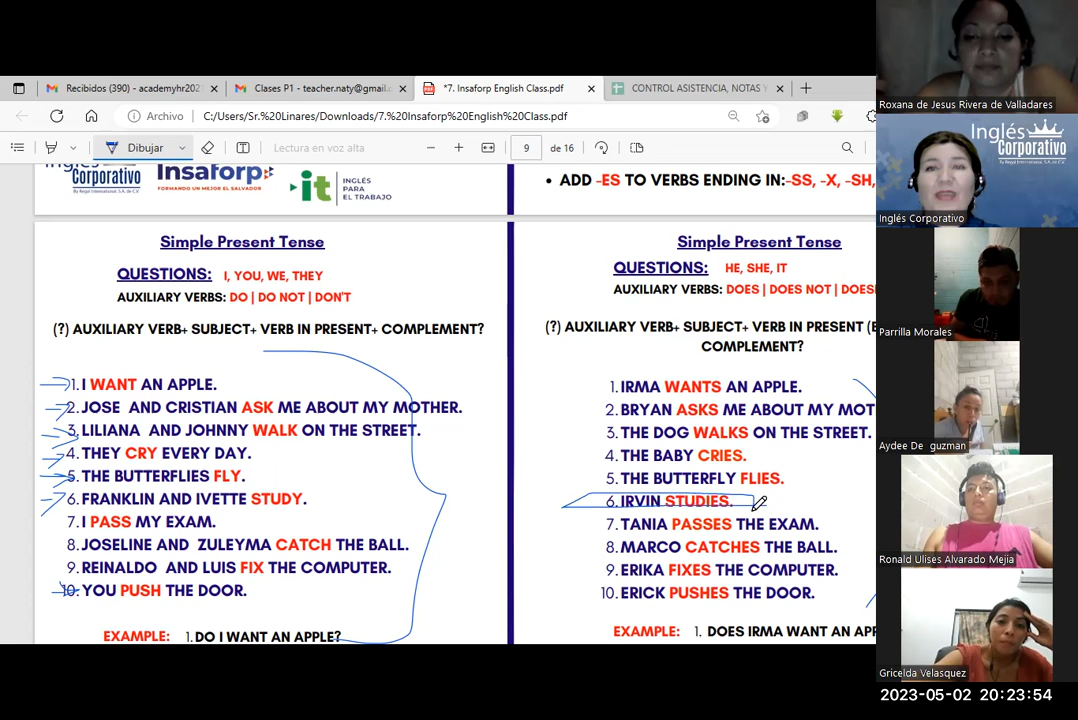 Recibidos (390) - academyhr202
Clases P1 - teacher.naty@gmail.
*7. Insaforp English Class.pdf
CONTROL ASISTENCIA, NOTAS Y
Archivo
C:/Users/Sr.%20Linares/Downloads/7.%20Insaforp%20English%20Class.pdf
Dibujar
Lectura en voz alta
9
de 16
Inglés
Corporativo
By Regal International, S.A. de C.V.
Insaforp
FORMANDO UN MEJOR EL SALVADOR
it
INGLÉS
PARA
EL TRABAJO
• ADD -ES TO VERBS ENDING IN:-SS, -X, -SH,
Simple Present Tense
QUESTIONS: I, YOU, WE, THEY
AUXILIARY VERBS: DO | DO NOT | DON'T
(?) AUXILIARY VERB+ SUBJECT+ VERB IN PRESENT+ COMPLEMENT?
1. I WANT AN APPLE.
2. JOSE AND CRISTIAN ASK ME ABOUT MY MOTHER.
3. LILIANA AND JOHNNY WALK ON THE STREET.
4. THEY CRY EVERY DAY.
5. THE BUTTERFLIES FLY.
6. FRANKLIN AND IVETTE STUDY.
7. I PASS MY EXAM.
8. JOSELINE AND ZULEYMA CATCH THE BALL.
9. REINALDO AND LUIS FIX THE COMPUTER.
10. YOU PUSH THE DOOR.
EXAMPLE: 1. DO I WANT AN APPLE?
Simple Present Tense
QUESTIONS: HE, SHE, IT
AUXILIARY VERBS: DOES | DOES NOT | DOES
(?) AUXILIARY VERB+ SUBJECT+ VERB IN PRESENT (
COMPLEMENT?
1. IRMA WANTS AN APPLE.
2. BRYAN ASKS ME ABOUT MY MOT
3. THE DOG WALKS ON THE STREET.
4. THE BABY CRIES.
5. THE BUTTERFLY FLIES.
6. IRVIN STUDIES.
7. TANIA PASSES THE EXAM.
8. MARCO CATCHES THE BALL.
9. ERIKA FIXES THE COMPUTER.
10. ERICK PUSHES THE DOOR.
EXAMPLE: 1. DOES IRMA WANT AN APP
Roxana de Jesus Rivera de Valladares
Inglés
Corporativo
By Regal International, S.A. de C.V.
Inglés Corporativo
Parrilla Morales
Aydee De guzman
Ronald Ulises Alvarado Mejia
Gricelda Velasquez
2023-05-02 20:23:54